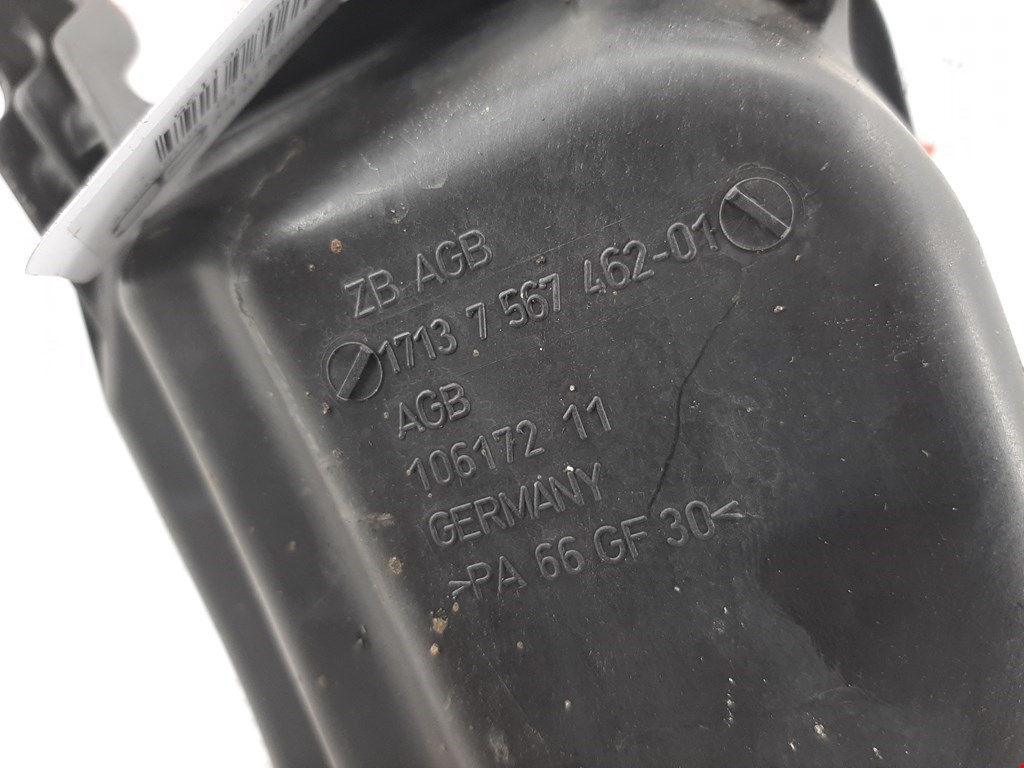 ZB AGB
1713 7 567 462-01
AGB
106172 11
GERMANY
>PA 66 GF 30<